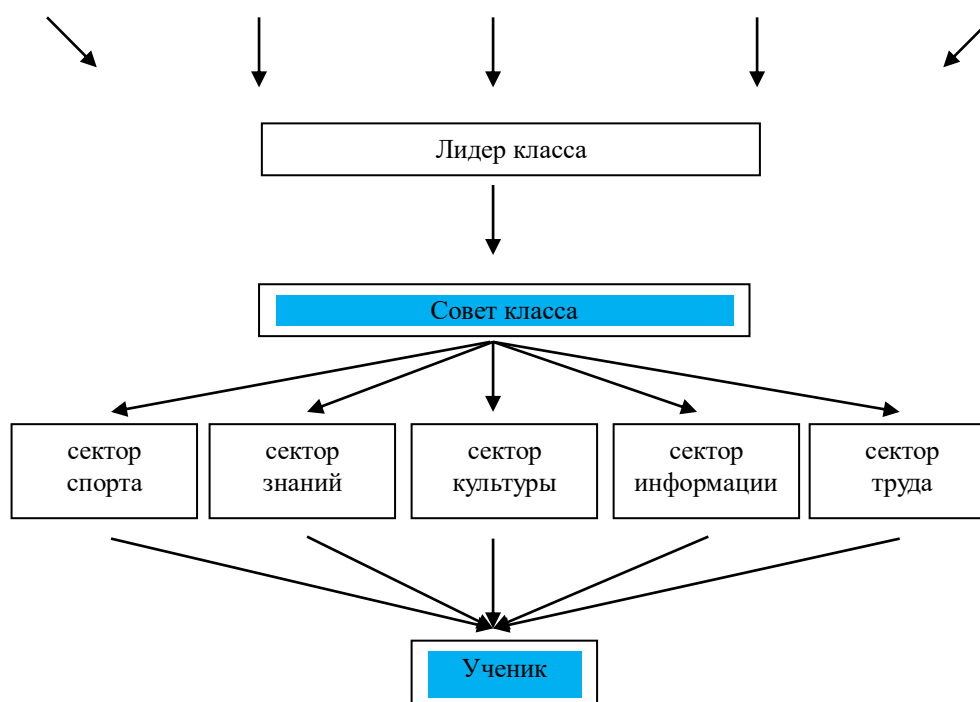 Лидер класса
Совет класса
сектор
спорта
сектор
знаний
сектор
культуры
сектор
информации
сектор
труда
Ученик